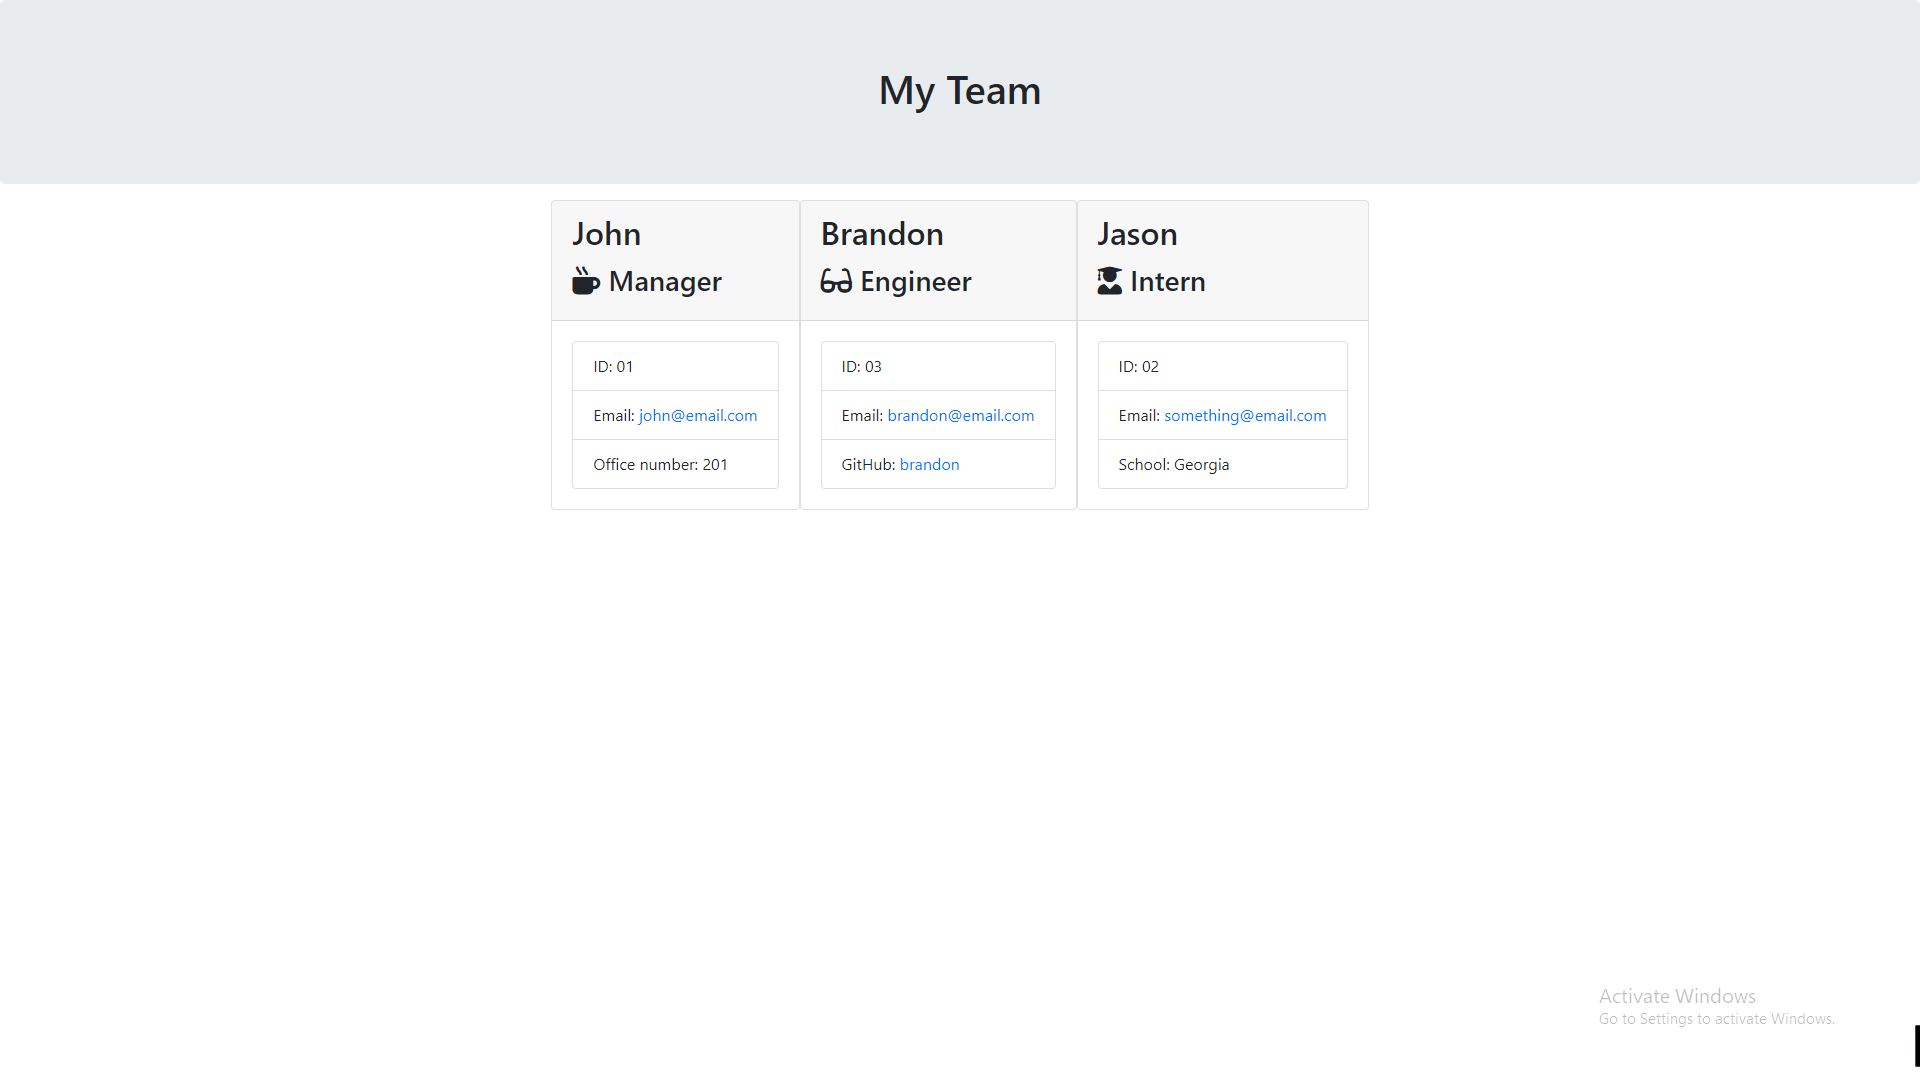 My Team
John
Manager
ID: 01
Email: john@email.com
Office number: 201
Brandon
Engineer
ID: 03
Email: brandon@email.com
GitHub: brandon
Jason
Intern
ID: 02
Email: something@email.com
School: Georgia
Activate Windows
Go to Settings to activate Windows.